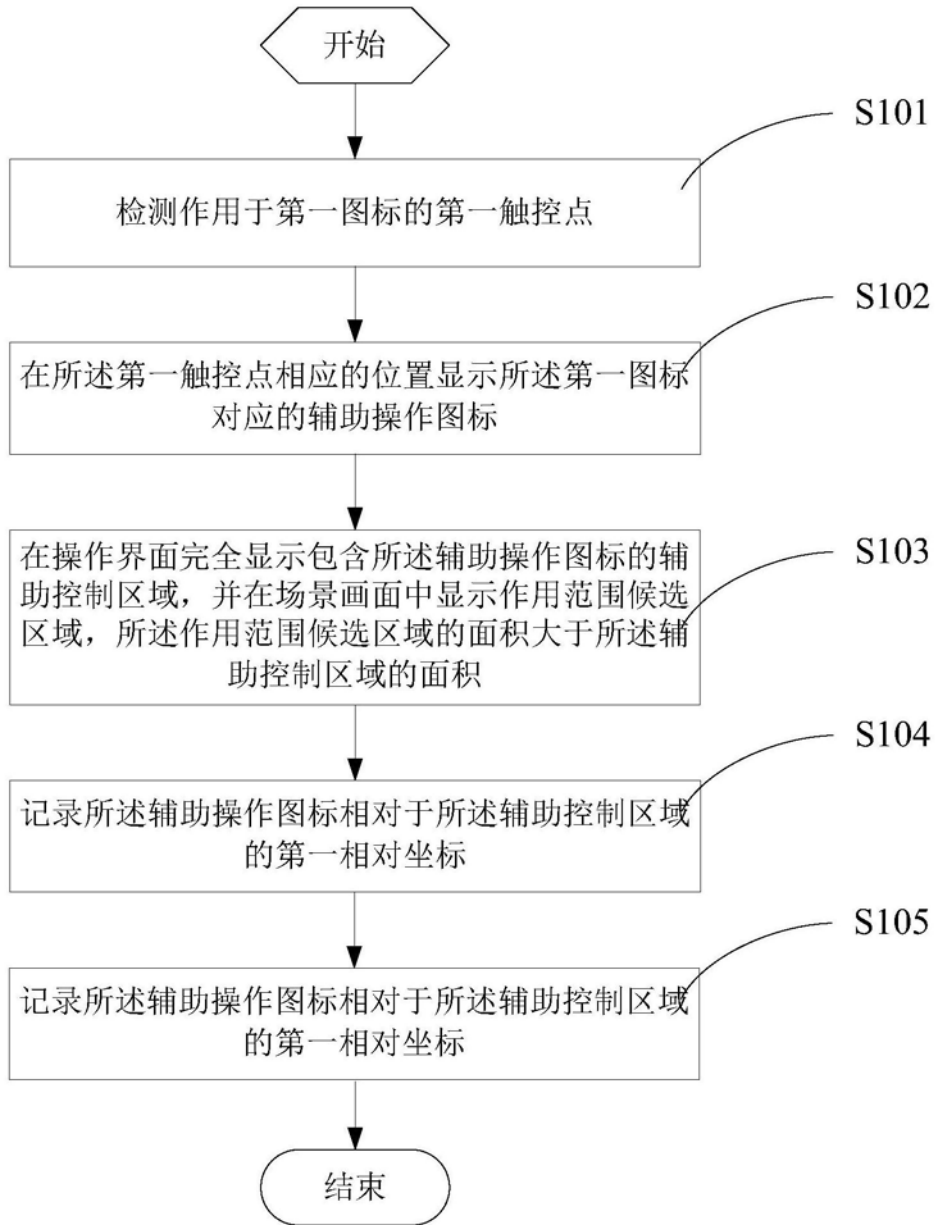 开始
S101
检测作用于第一图标的第一触控点
S102
在所述第一触控点相应的位置显示所述第一图标
对应的辅助操作图标
S103
在操作界面完全显示包含所述辅助操作图标的辅
助控制区域，并在场景画面中显示作用范围候选
区域，所述作用范围候选区域的面积大于所述辅
助控制区域的面积
S104
记录所述辅助操作图标相对于所述辅助控制区域
的第一相对坐标
S105
记录所述辅助操作图标相对于所述辅助控制区域
的第一相对坐标
结束